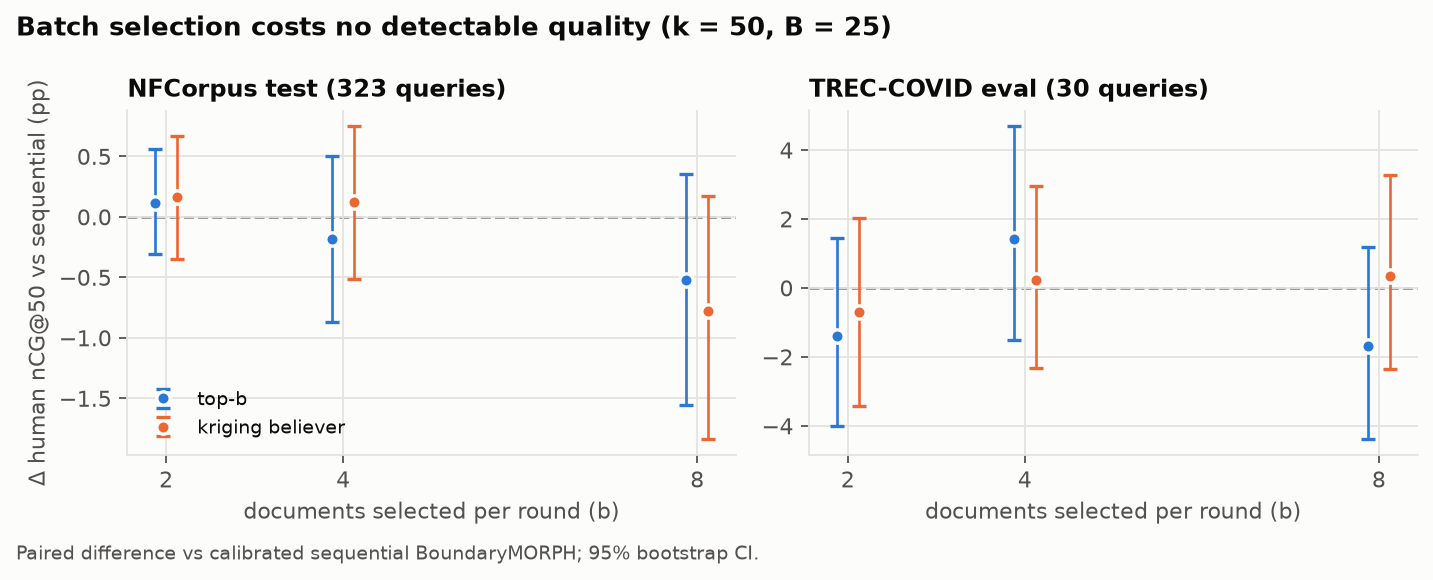 Batch selection costs no detectable quality (k = 50, B = 25)
NFCorpus test (323 queries)
Δ human nCG@50 vs sequential (pp)
0.5
0.0
−0.5
−1.0
−1.5
top-b
kriging believer
2
4
8
documents selected per round (b)
TREC-COVID eval (30 queries)
4
2
0
−2
−4
2
4
8
documents selected per round (b)
Paired difference vs calibrated sequential BoundaryMORPH; 95% bootstrap CI.